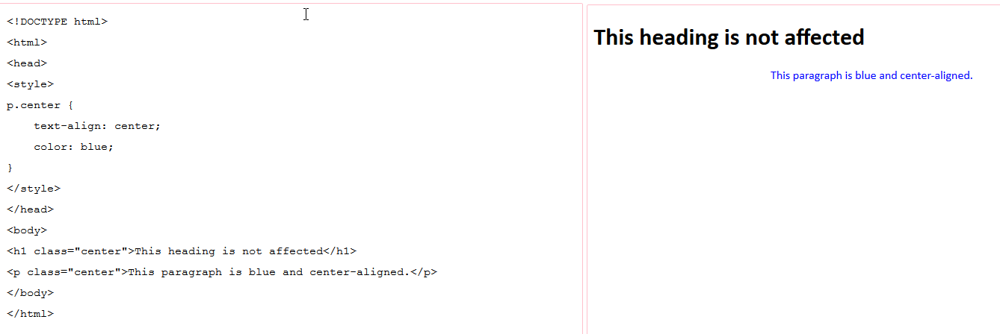 <!DOCTYPE html>
<html>
<head>
<style>
p.center {
    text-align: center;
    color: blue;
}
</style>
</head>
<body>
<h1 class="center">This heading is not affected</h1>
<p class="center">This paragraph is blue and center-aligned.</p>
</body>
</html>
This heading is not affected
This paragraph is blue and center-aligned.